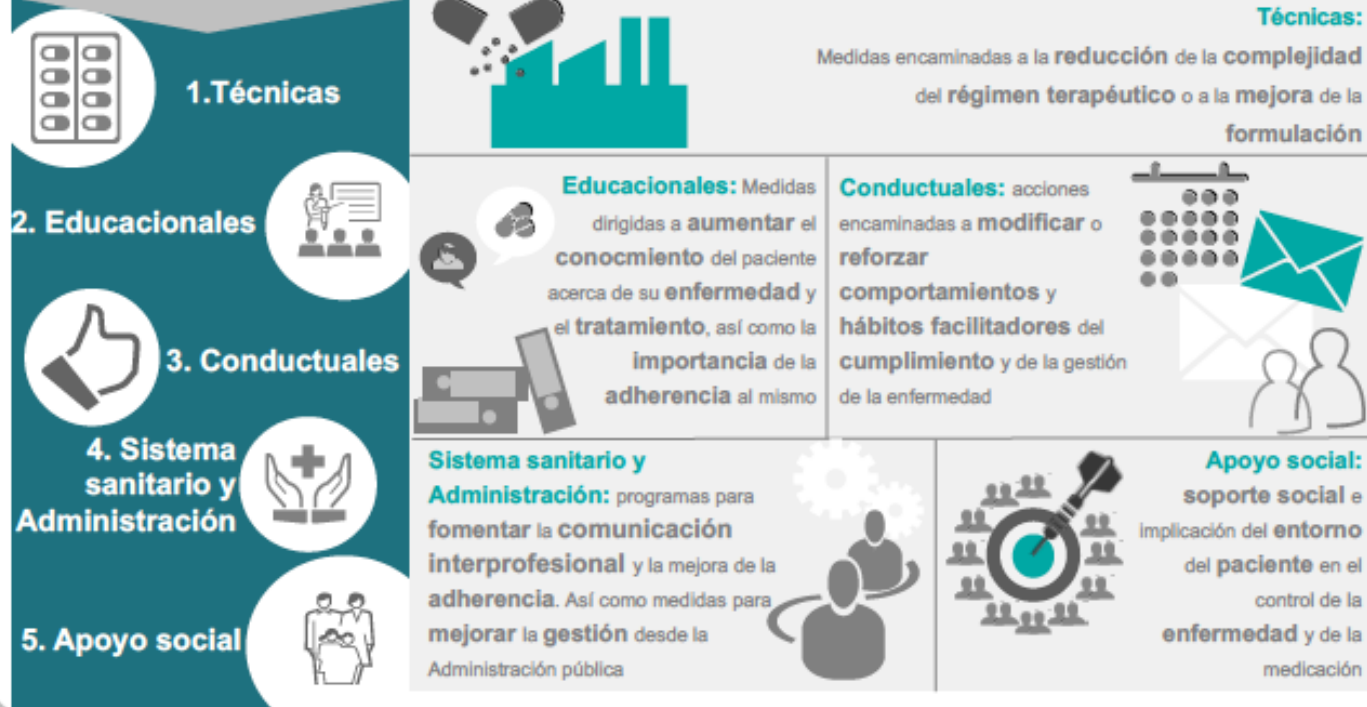 1.Técnicas
2. Educacionales
3. Conductuales
4. Sistema
sanitario y
Administración
5. Apoyo social
Técnicas:
Medidas encaminadas a la reducción de la complejidad
del régimen terapéutico o a la mejora de la
formulación
Educacionales: Medidas
dirigidas a aumentar el
conocmiento del paciente
acerca de su enfermedad y
el tratamiento, así como la
importancia de la
adherencia al mismo
Conductuales: acciones
encaminadas a modificar o
reforzar
comportamientos y
hábitos facilitadores del
cumplimiento y de la gestión
de la enfermedad
Sistema sanitario y
Administración: programas para
fomentar la comunicación
interprofesional y la mejora de la
adherencia. Así como medidas para
mejorar la gestión desde la
Administración pública
Apoyo social:
soporte social e
implicación del entorno
del paciente en el
control de la
enfermedad y de la
medicación